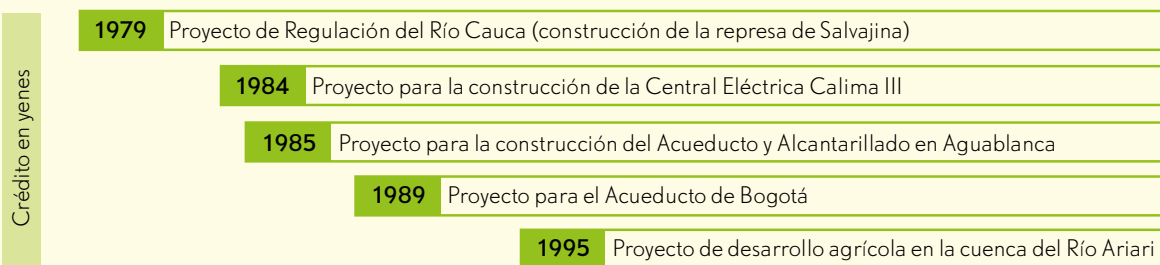 Crédito en yenes
1979 Proyecto de Regulación del Río Cauca (construcción de la represa de Salvajina)
1984 Proyecto para la construcción de la Central Eléctrica Calima III
1985 Proyecto para la construcción del Acueducto y Alcantarillado en Aguablanca
1989 Proyecto para el Acueducto de Bogotá
1995 Proyecto de desarrollo agrícola en la cuenca del Río Ariari